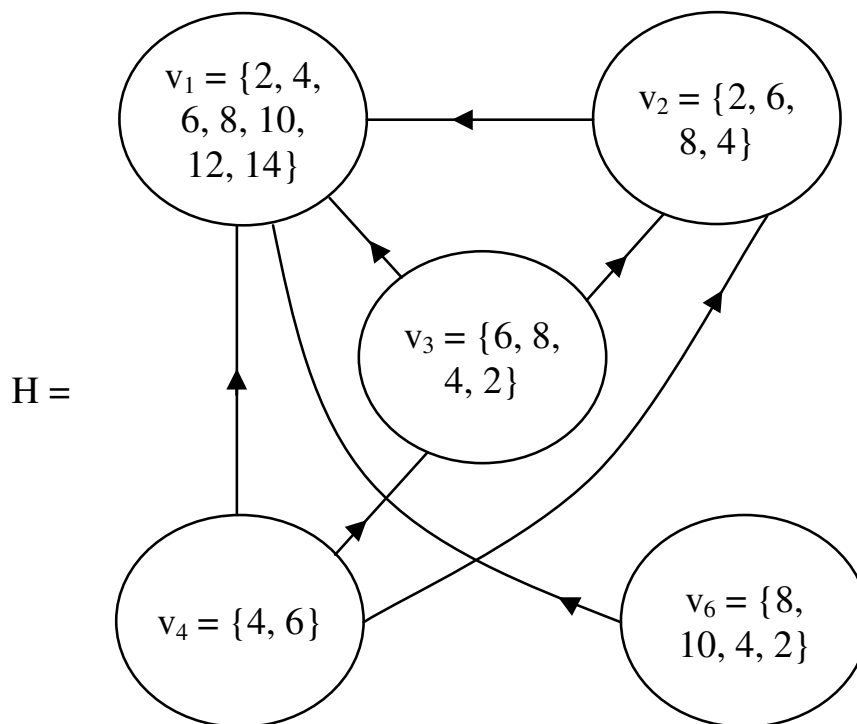 v₁ = {2, 4,
6, 8, 10,
12, 14}
v₂ = {2, 6,
8, 4}
v₃ = {6, 8,
4, 2}
H =
v₄ = {4, 6}
v₆ = {8,
10, 4, 2}